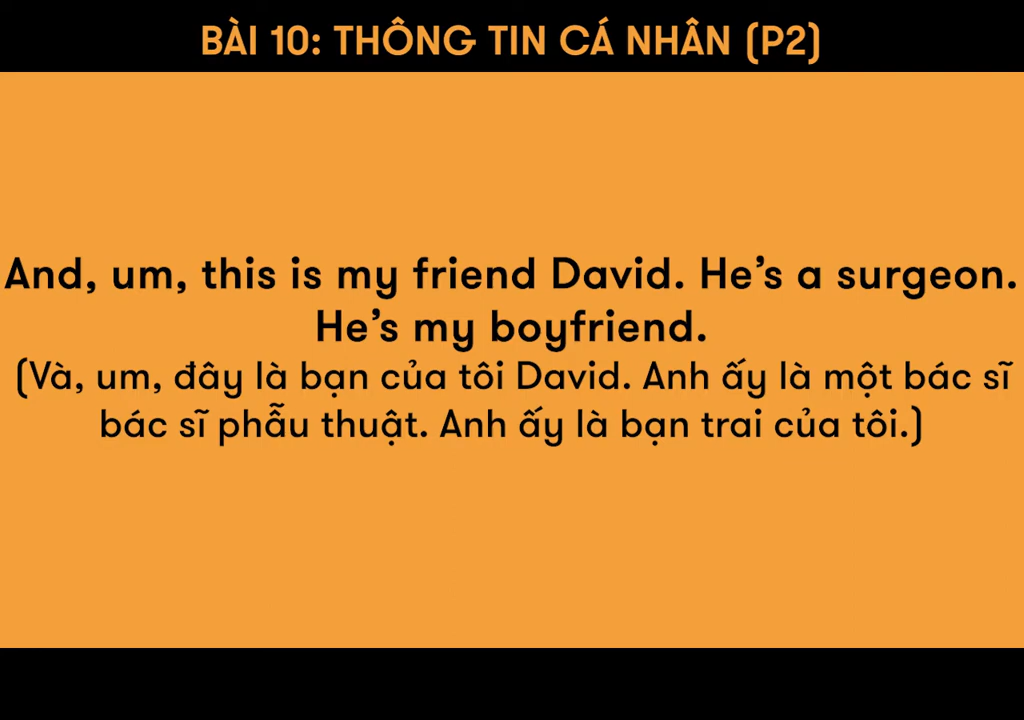 BÀI 10: THÔNG TIN CÁ NHÂN (P2)
And, um, this is my friend David. He's a surgeon.
He's my boyfriend.
(Và, um, đây là bạn của tôi David. Anh ấy là một bác sĩ
bác sĩ phẫu thuật. Anh ấy là bạn trai của tôi.)